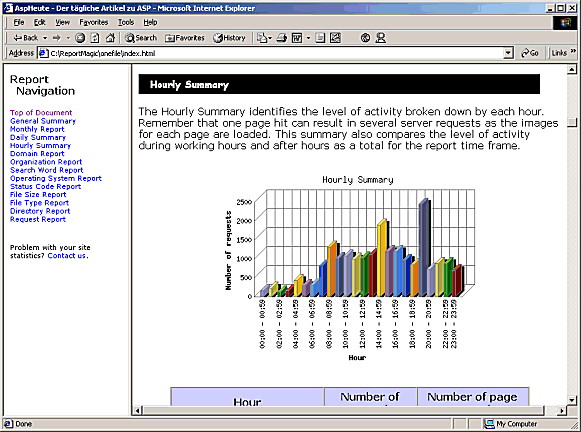 AspHeute - Der tägliche Artikel zu ASP - Microsoft Internet Explorer
File Edit View Favorites Tools Help
Back Search Favorites History
Address C:\ReportMagic\onefile\index.html Go Links »
Report
Navigation
Top of Document
General Summary
Monthly Report
Daily Summary
Hourly Summary
Domain Report
Organization Report
Search Word Report
Operating System Report
Status Code Report
File Size Report
File Type Report
Directory Report
Request Report
Problem with your site
statistics? Contact us.
Hourly Summary
The Hourly Summary identifies the level of activity broken down by each hour.
Remember that one page hit can result in several server requests as the images
for each page are loaded. This summary also compares the level of activity
during working hours and after hours as a total for the report time frame.
Hourly Summary
Number of requests
2500
2000
1500
1000
500
0
00:00 - 00:59
02:00 - 02:59
04:00 - 04:59
06:00 - 06:59
08:00 - 08:59
10:00 - 10:59
12:00 - 12:59
14:00 - 14:59
16:00 - 16:59
18:00 - 18:59
20:00 - 20:59
22:00 - 22:59
23:00 - 23:59
Hour
Hour
Number of
Number of page
Done My Computer